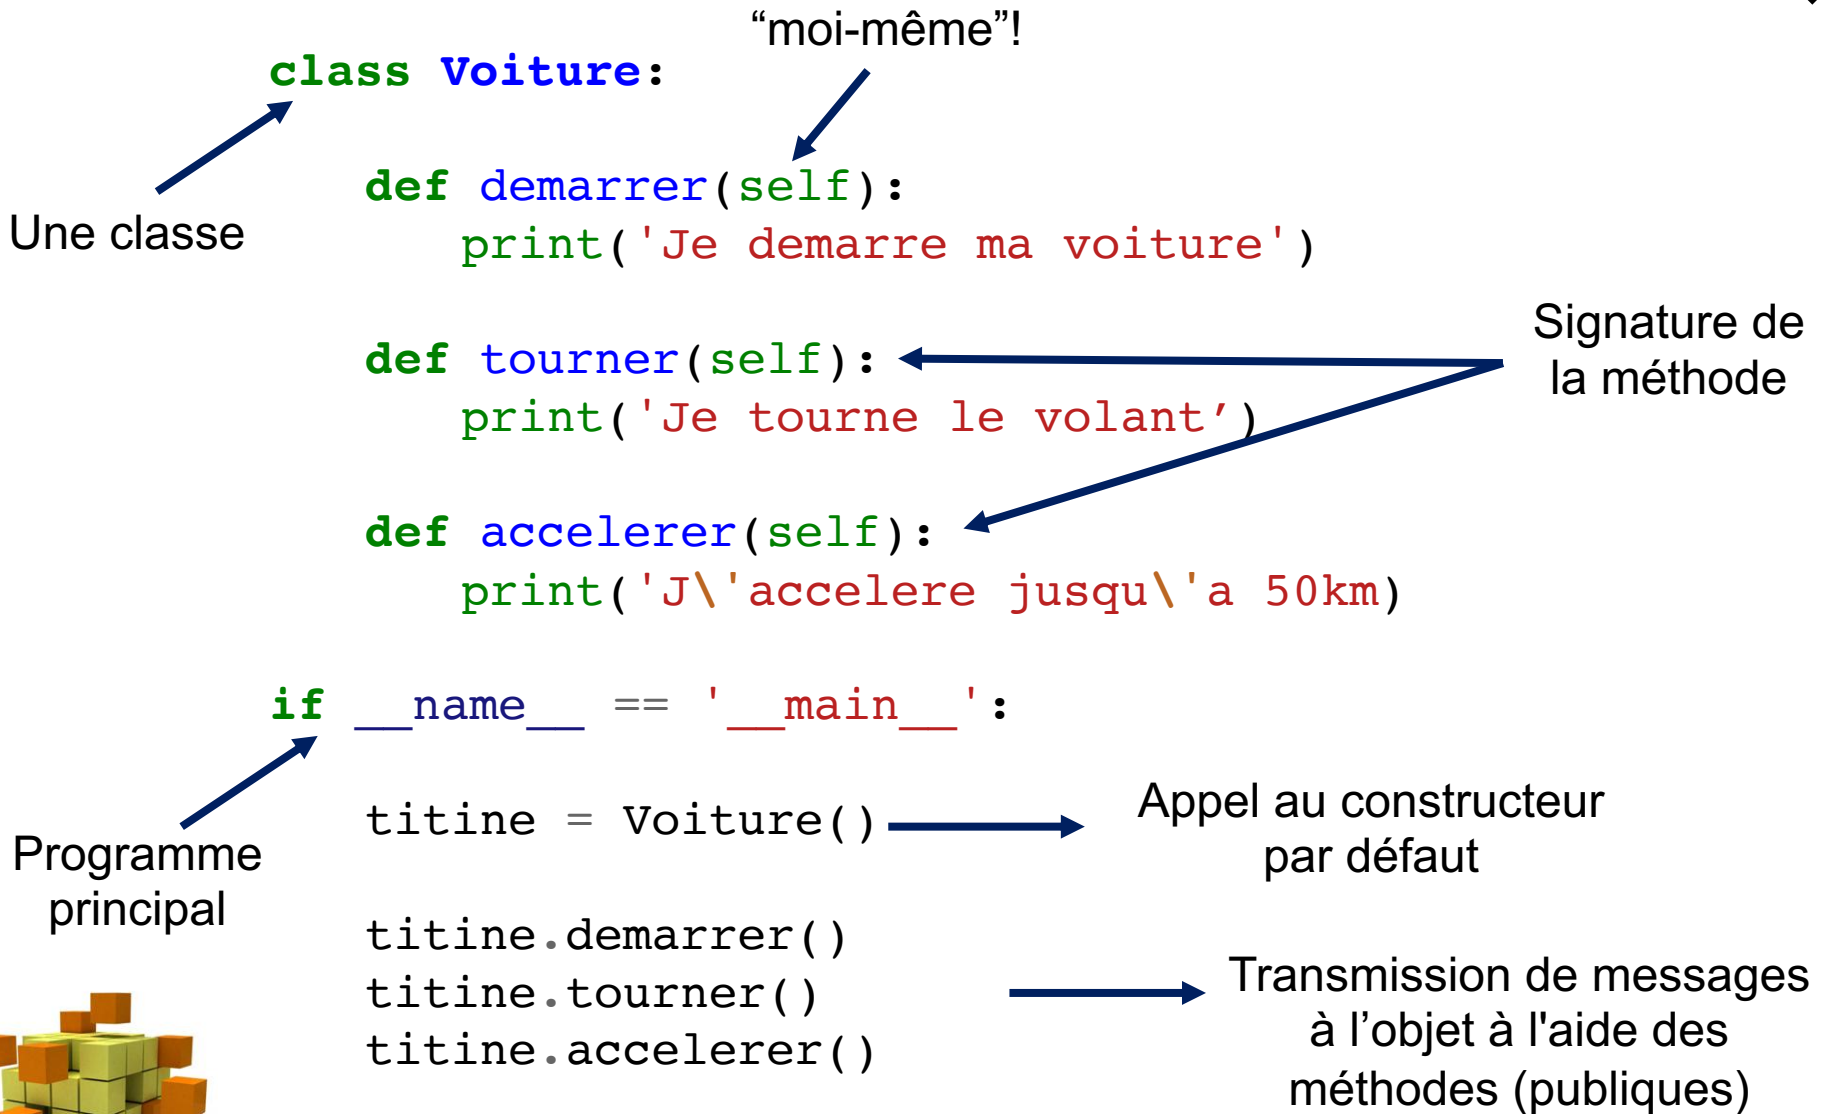 “moi-même”!
class Voiture:
def demarrer(self):
Une classe
print('Je demarre ma voiture')
Signature de
la méthode
def tourner(self):
print('Je tourne le volant’)
def accelerer(self):
print('J\'accelere jusqu\'a 50km)
if __name__ == '__main__':
Programme
principal
titine = Voiture()
Appel au constructeur
par défaut
titine.demarrer()
titine.tourner()
titine.accelerer()
Transmission de messages
à l’objet à l'aide des
méthodes (publiques)